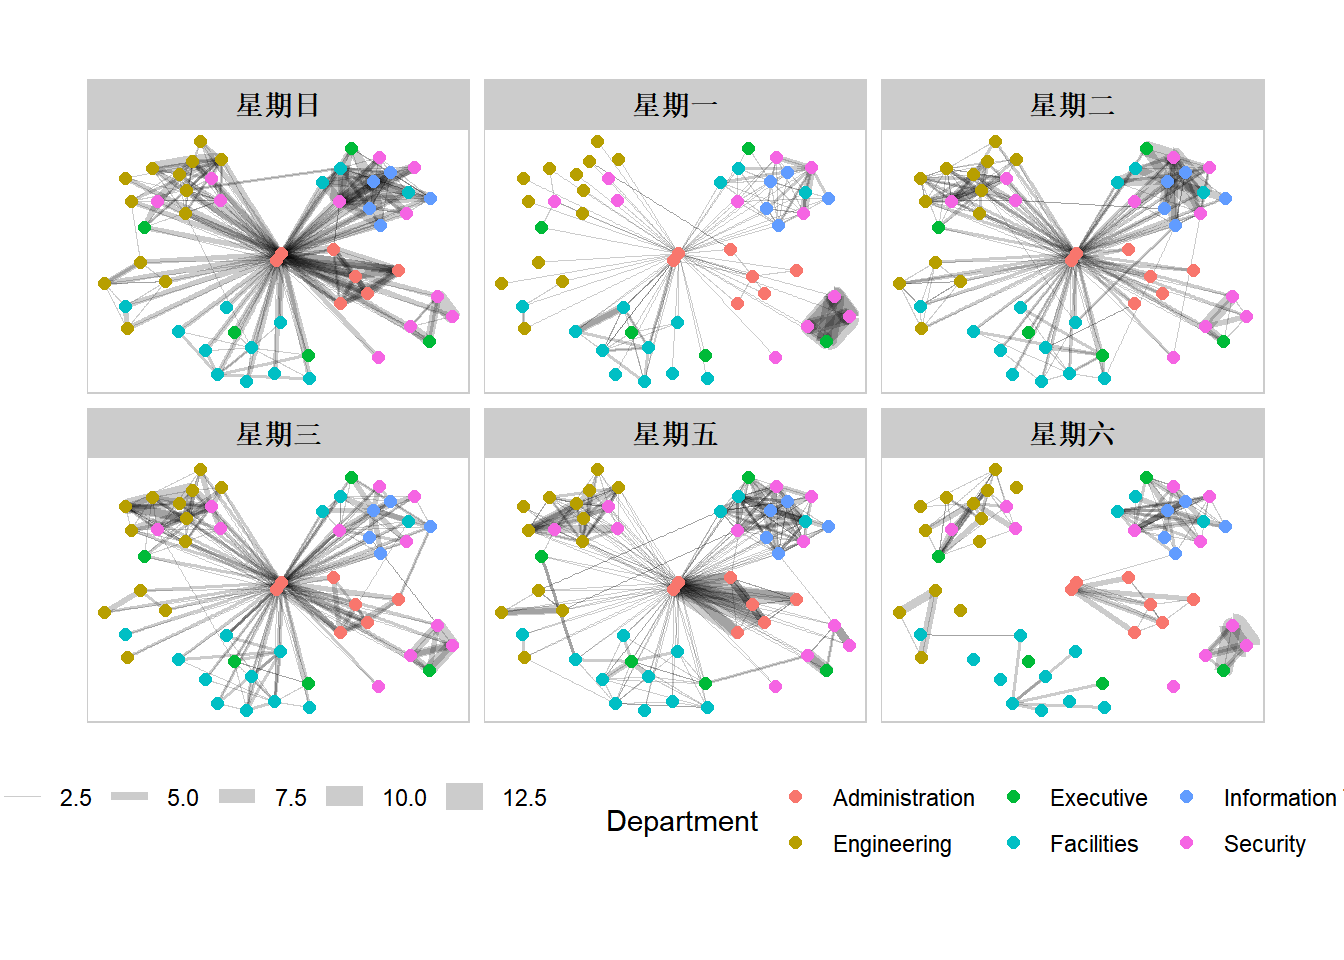 星期日 星期一 星期二
星期三 星期五 星期六
2.5 5.0 7.5 10.0 12.5
Department
Administration Executive Information
Engineering Facilities Security